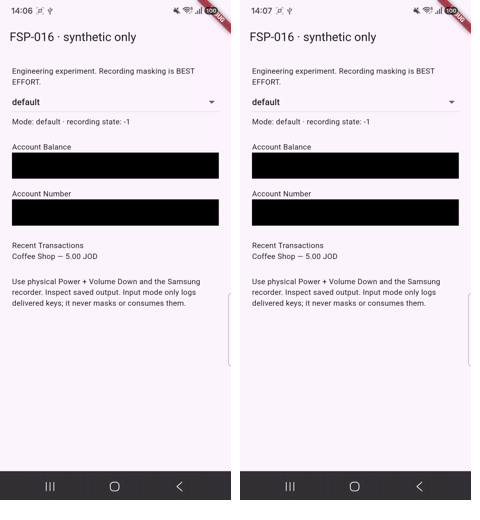 14:06
100
FSP-016 · synthetic only
Engineering experiment. Recording masking is BEST
EFFORT.
default
Mode: default · recording state: -1
Account Balance
Account Number
Recent Transactions
Coffee Shop — 5.00 JOD
Use physical Power + Volume Down and the Samsung
recorder. Inspect saved output. Input mode only logs
delivered keys; it never masks or consumes them.
14:07
100
FSP-016 · synthetic only
Engineering experiment. Recording masking is BEST
EFFORT.
default
Mode: default · recording state: -1
Account Balance
Account Number
Recent Transactions
Coffee Shop — 5.00 JOD
Use physical Power + Volume Down and the Samsung
recorder. Inspect saved output. Input mode only logs
delivered keys; it never masks or consumes them.